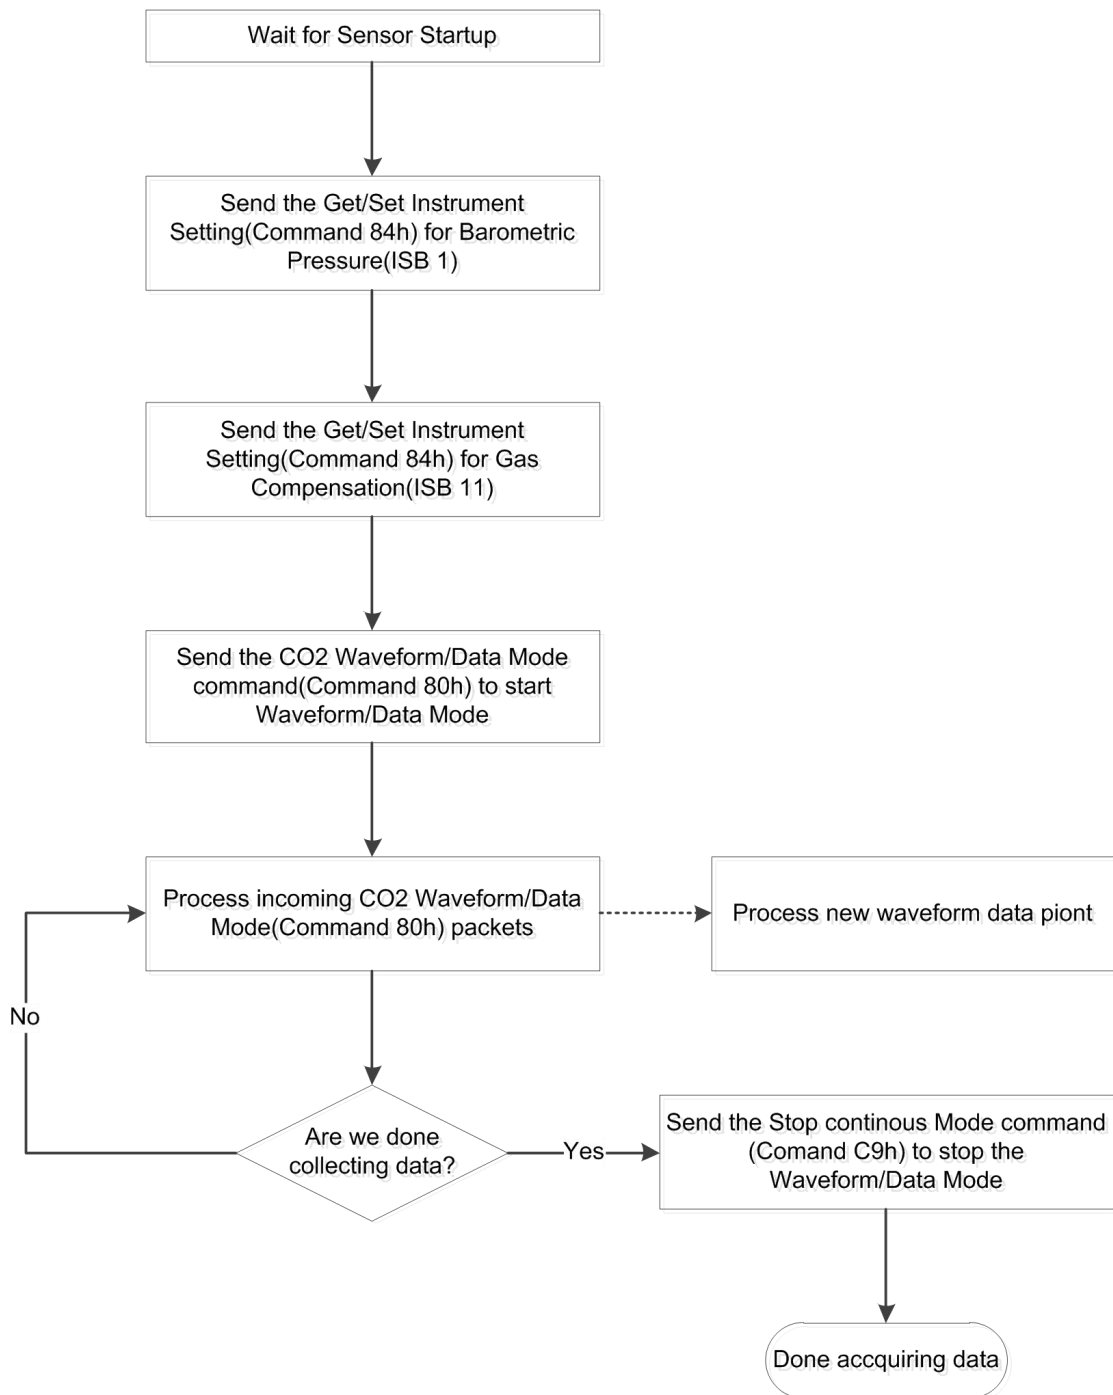 Wait for Sensor Startup
Send the Get/Set Instrument
Setting(Command 84h) for Barometric
Pressure(ISB 1)
Send the Get/Set Instrument
Setting(Command 84h) for Gas
Compensation(ISB 11)
Send the CO2 Waveform/Data Mode
command(Command 80h) to start
Waveform/Data Mode
Process incoming CO2 Waveform/Data
Mode(Command 80h) packets
Process new waveform data piont
No
Are we done
collecting data?
Yes
Send the Stop continous Mode command
(Comand C9h) to stop the
Waveform/Data Mode
Done accquiring data